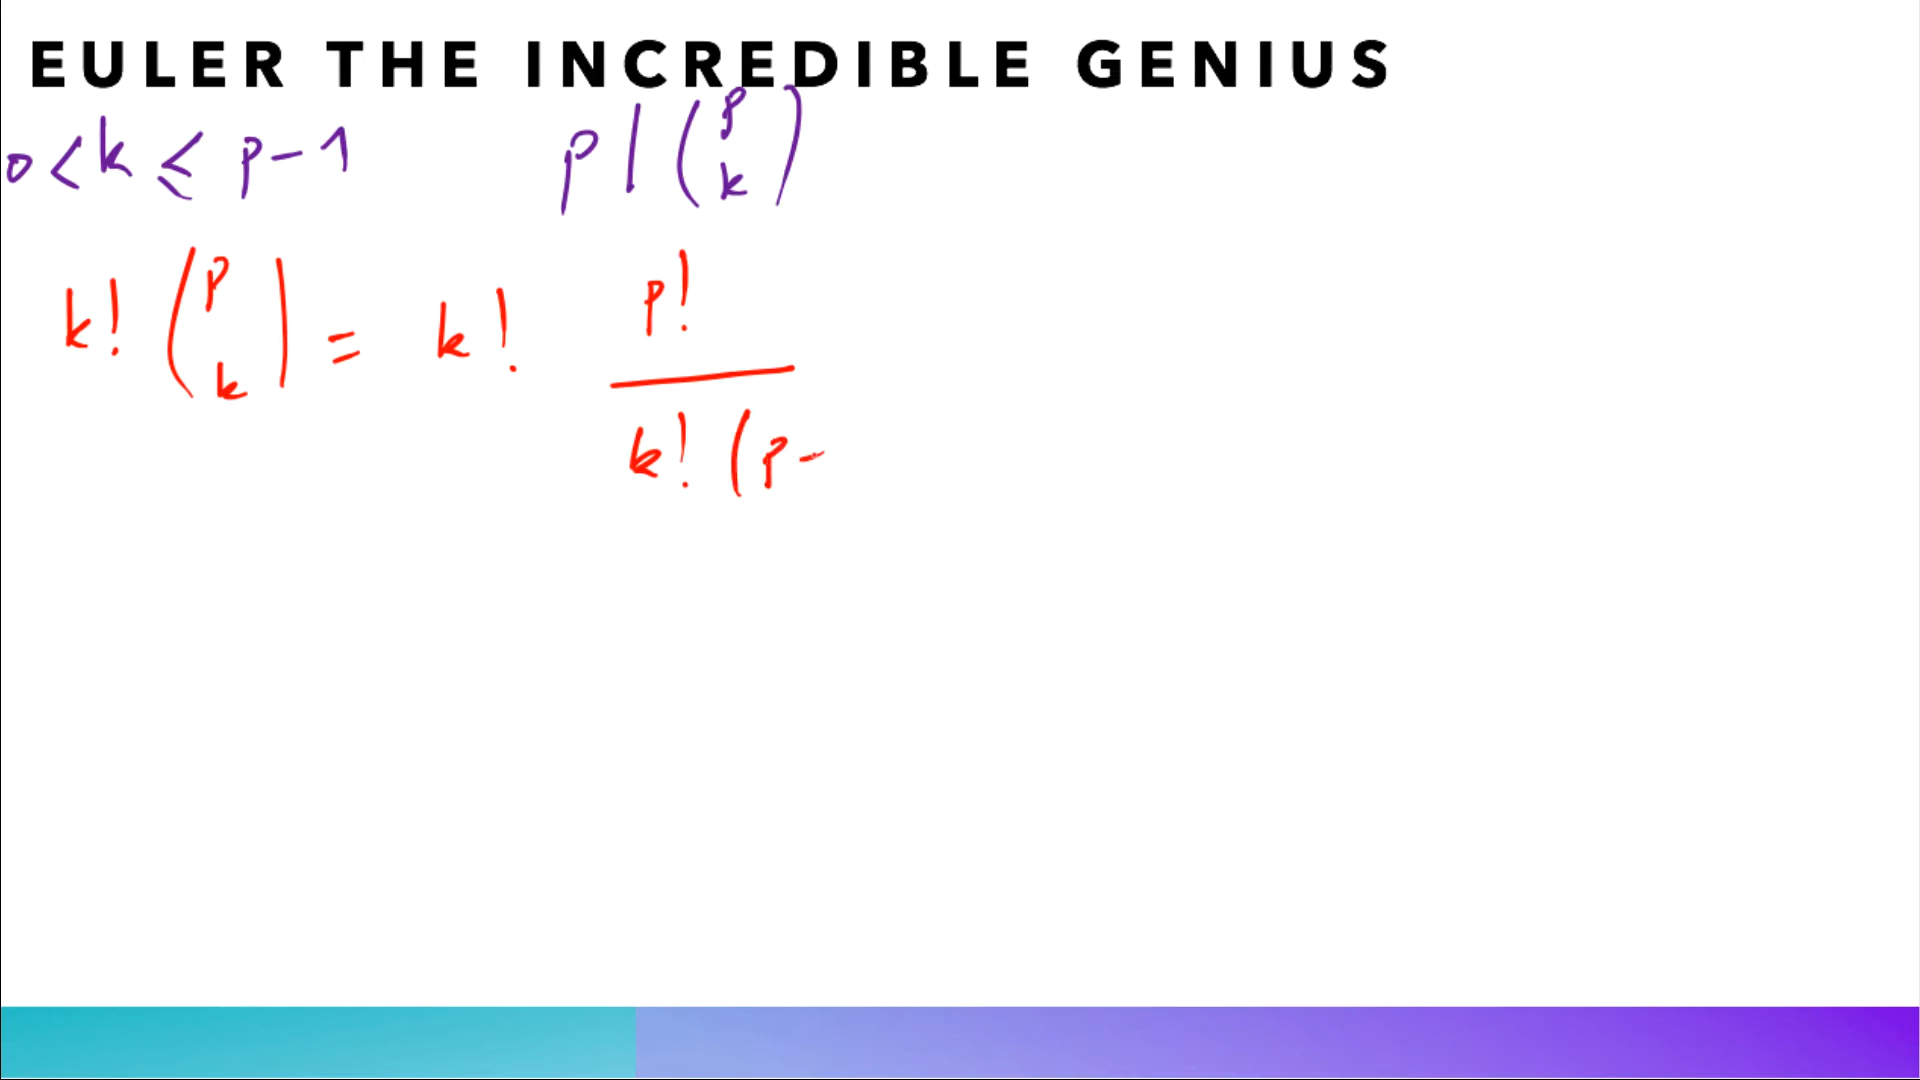 EULER THE INCREDIBLE GENIUS
0 < k ≤ p - 1    p | (p k)
k! (p k) = k! p! / k! (p -